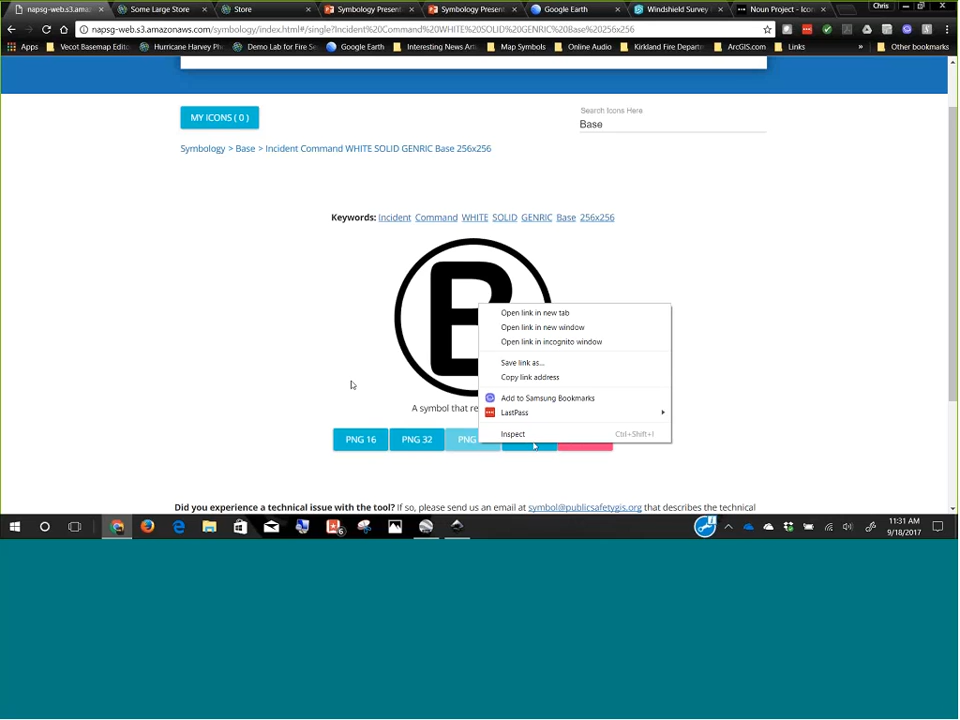 napsg-web.s3.amaz
Some Large Store
Store
Symbology Present
Symbology Present
Google Earth
Windshield Survey
Noun Project - Icon
Chris
napsg-web.s3.amazonaws.com/symbology/index.html#/single?Incident%20Command%20WHITE%20SOLID%20GENRIC%20Base%20256x256
Apps
Vecot Basemap Edito
Hurricane Harvey Ph
Demo Lab for Fire Se
Google Earth
Interesting News Arti
Map Symbols
Online Audio
Kirkland Fire Depart
ArcGIS.com
Links
»
Other bookmarks
MY ICONS ( 0 )
Search Icons Here
Base
Symbology > Base > Incident Command WHITE SOLID GENRIC Base 256x256
Keywords: Incident Command WHITE SOLID GENRIC Base 256x256
B
Open link in new tab
Open link in new window
Open link in incognito window
Save link as...
Copy link address
Add to Samsung Bookmarks
LastPass
Inspect Ctrl+Shift+I
A symbol that re
PNG 16
PNG 32
PNG
Did you experience a technical issue with the tool? If so, please send us an email at symbol@publicsafetygis.org that describes the technical
6
11:31 AM
9/18/2017